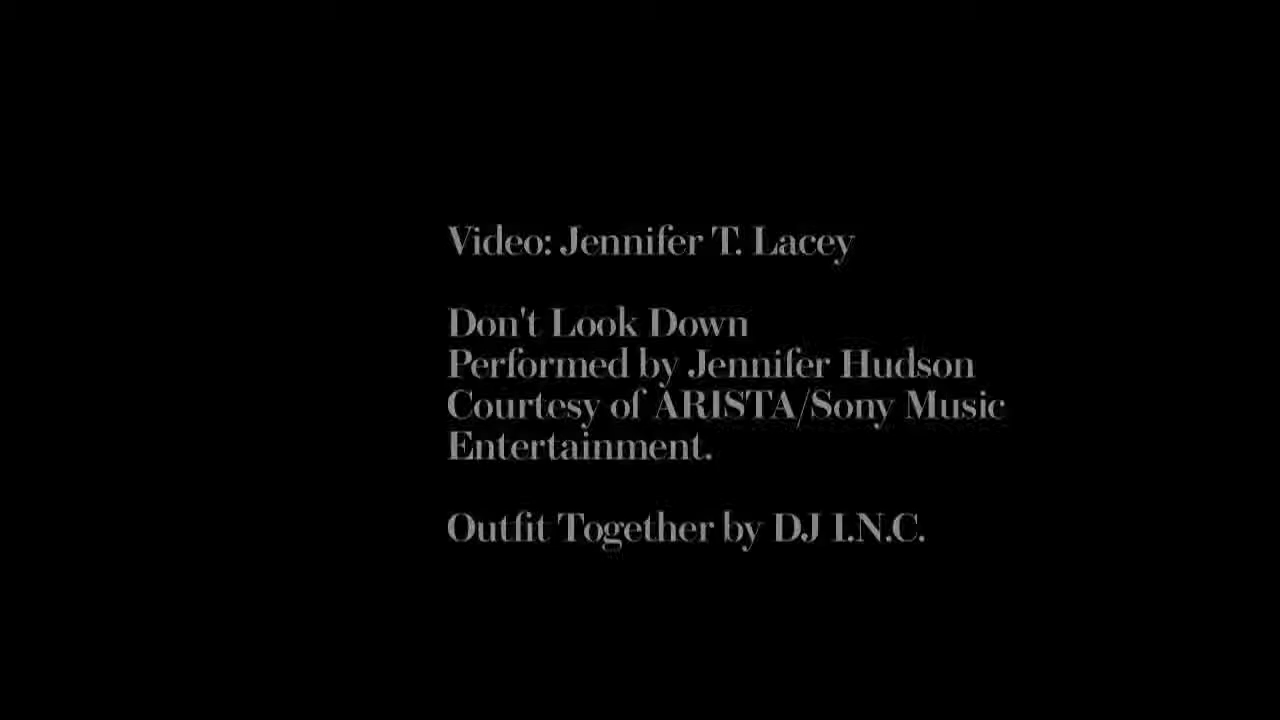 Video: Jennifer T. Lacey
Don't Look Down
Performed by Jennifer Hudson
Courtesy of ARISTA/Sony Music
Entertainment.
Outfit Together by DJ I.N.C.